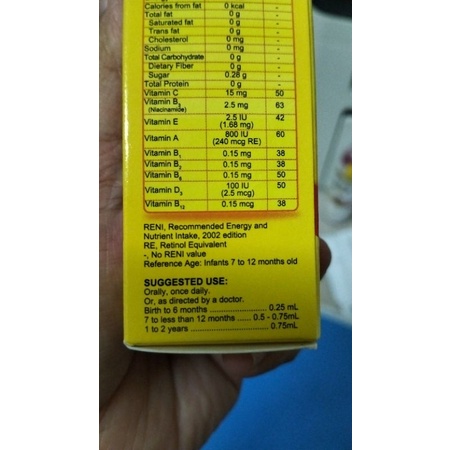 Calories from fat 0 kcal -
Total fat 0 g -
Saturated fat 0 g -
Trans fat 0 g -
Cholesterol 0 mg -
Sodium 0 mg -
Total Carbohydrate 0 g -
Dietary Fiber 0 g -
Sugar 0.28 g -
Total Protein 0 g -
Vitamin C 15 mg 50
Vitamin B₃ 2.5 mg 63
(Niacinamide)
Vitamin E 2.5 IU 42
(1.68 mg)
Vitamin A 800 IU 60
(240 mcg RE)
Vitamin B₁ 0.15 mg 38
Vitamin B₂ 0.15 mg 38
Vitamin B₆ 0.15 mg 50
Vitamin D₃ 100 IU 50
(2.5 mcg)
Vitamin B₁₂ 0.15 mcg 38
RENI, Recommended Energy and
Nutrient Intake, 2002 edition
RE, Retinol Equivalent
-, No RENI value
Reference Age: Infants 7 to 12 months old
SUGGESTED USE:
Orally, once daily.
Or, as directed by a doctor.
Birth to 6 months ...................... 0.25 mL
7 to less than 12 months ..... 0.5 - 0.75mL
1 to 2 years .............................. 0.75mL